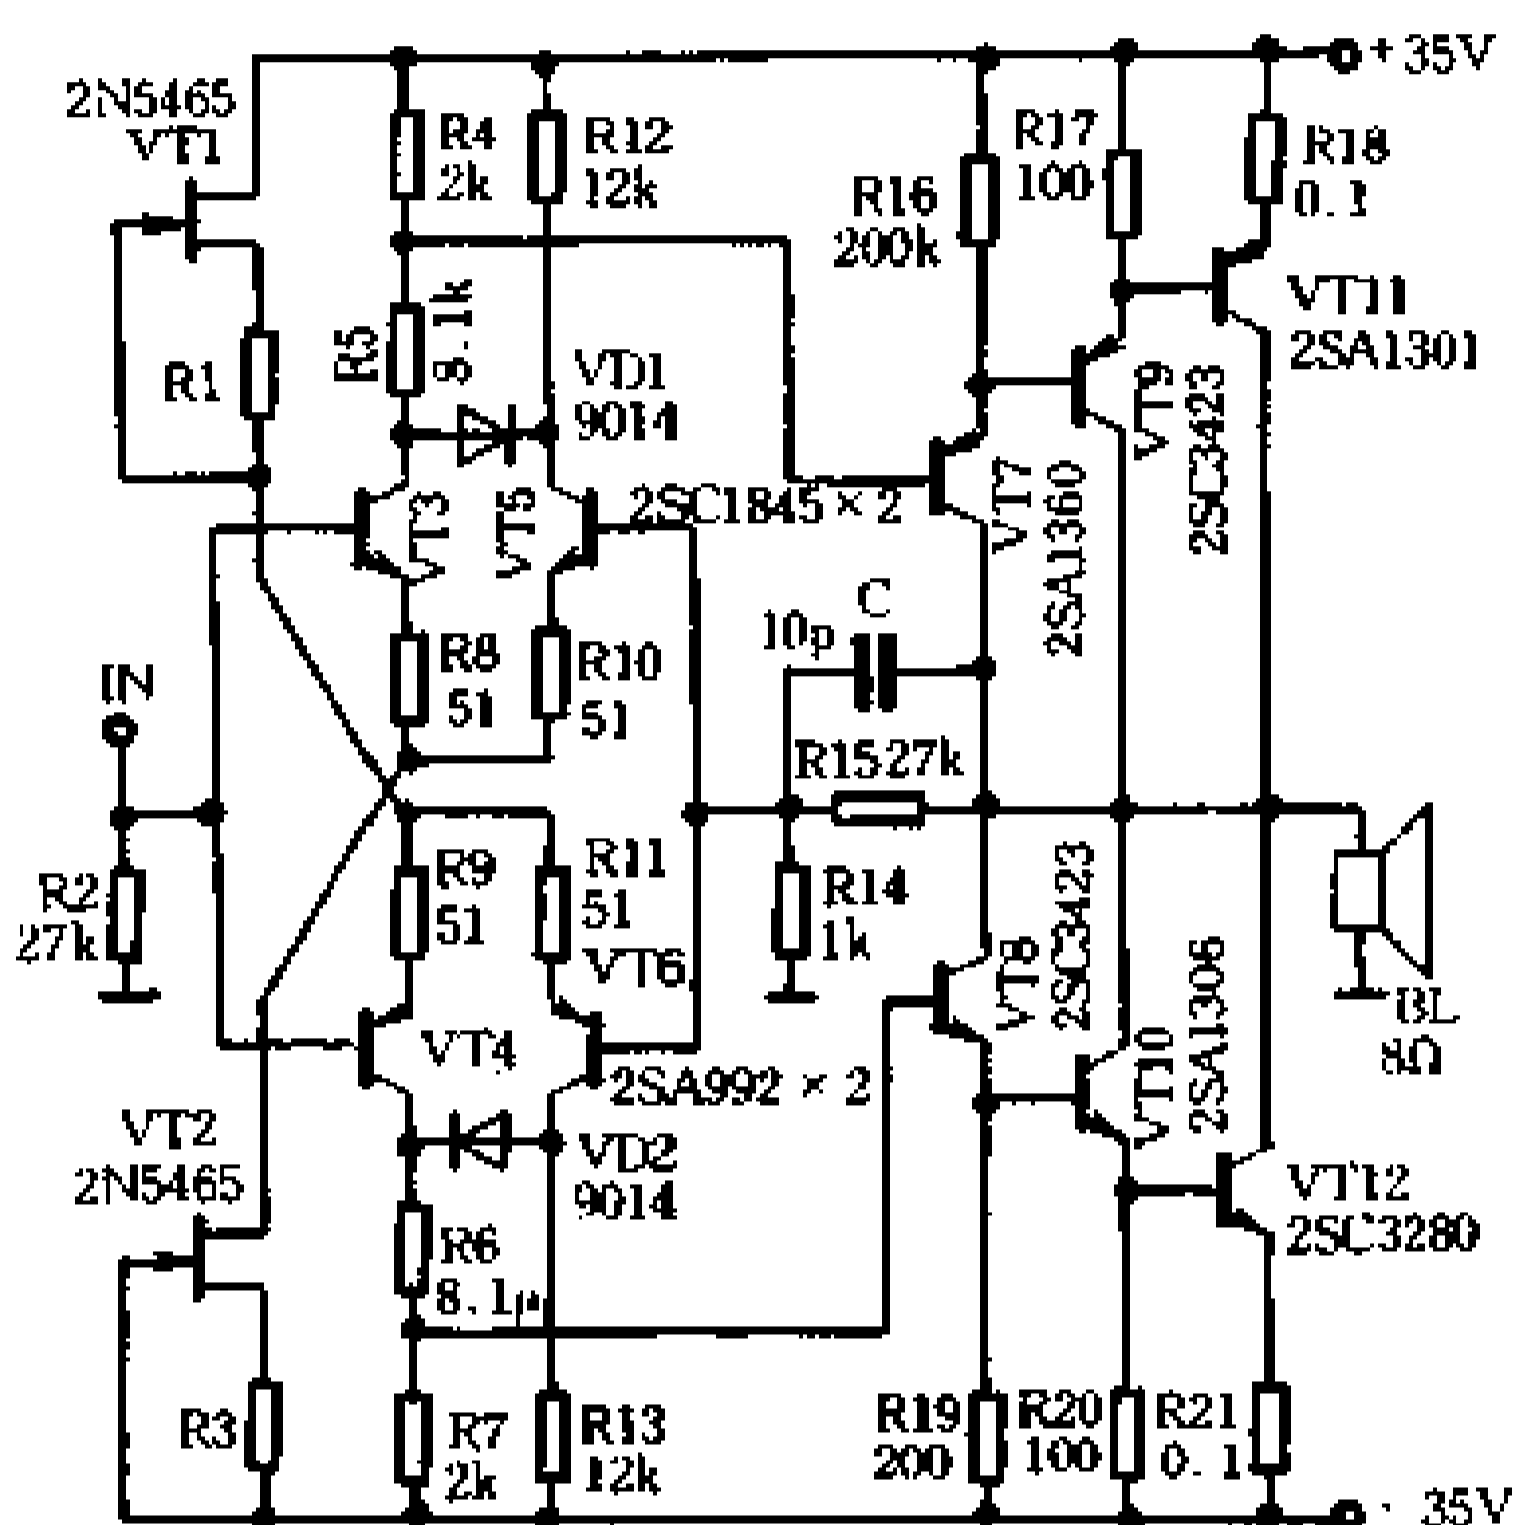 + 35V
2N5465
VT1
R4
2k
R12
12k
R17
100
R18
0.1
R16
200k
R5
8.1k
VT11
2SA1301
R1
VD1
9014
VT9
2SC3423
VT3
VT5
2SC1845 × 2
VT7
2SA1360
C
10p
R8
51
R10
51
IN
R15 27k
R2
27k
R9
51
R11
51
R14
1k
VT8
2SC3423
VT6
VT4
2SA992 × 2
VT10
2SA1306
BL
8Ω
VT2
2N5465
VD2
9014
VT12
2SC3280
R6
8.1μ
R3
R7
2k
R13
12k
R19
200
R20
100
R21
0.1
- 35V